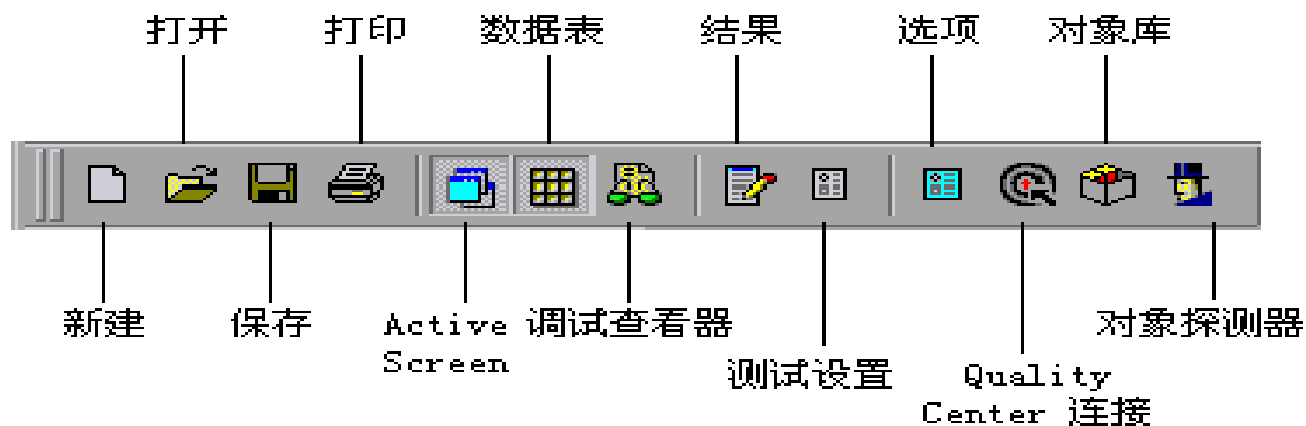 打开 打印 数据表 结果 选项 对象库
新建 保存 Active Screen 调试查看器 对象探测器
测试设置 Quality Center 连接